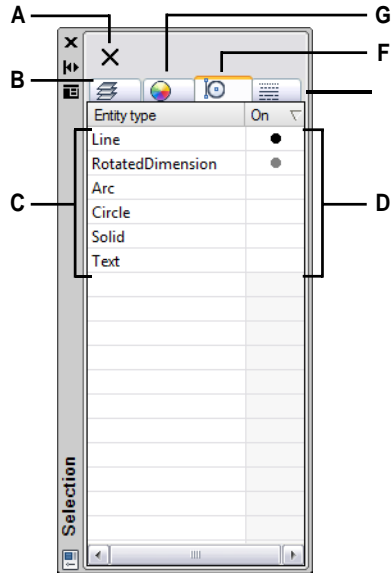 A
G
F
B
Entity type On
Line
RotatedDimension
Arc
Circle
Solid
Text
C
D
Selection